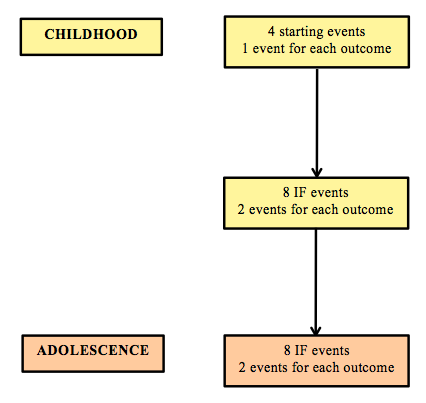 CHILDHOOD
4 starting events
1 event for each outcome
8 IF events
2 events for each outcome
ADOLESCENCE
8 IF events
2 events for each outcome